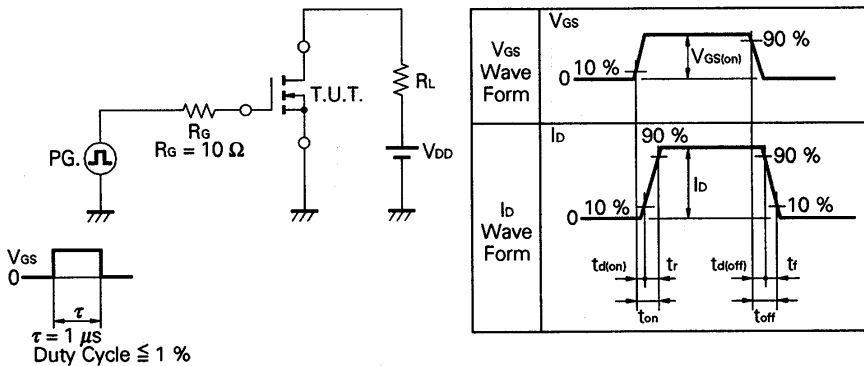 PG.
RG
RG = 10 Ω
T.U.T.
RL
VDD
VGS
0
τ
τ = 1 μs
Duty Cycle ≦ 1 %
VGS
Wave
Form
VGS
90 %
VGS(on)
10 %
0
ID
Wave
Form
ID
90 %
90 %
ID
10 %
10 %
0
td(on)
tr
td(off)
tf
ton
toff